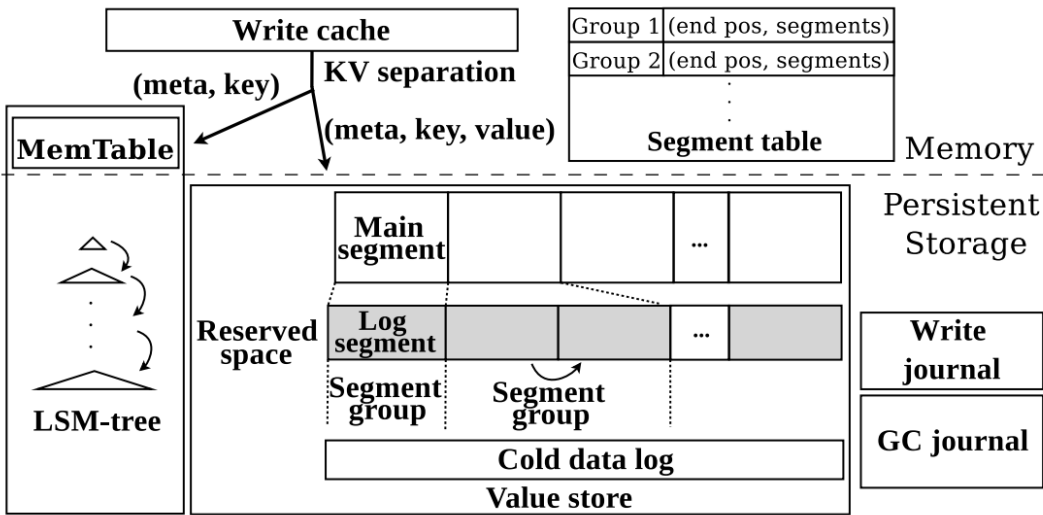 Write cache
KV separation
(meta, key)
(meta, key, value)
Group 1 (end pos, segments)
Group 2 (end pos, segments)
.
.
.
Segment table
Memory
MemTable
Persistent
Storage
Main
segment
...
Reserved
space
Log
segment
...
Segment
group
Segment
group
.
.
.
LSM-tree
Write
journal
GC journal
Cold data log
Value store